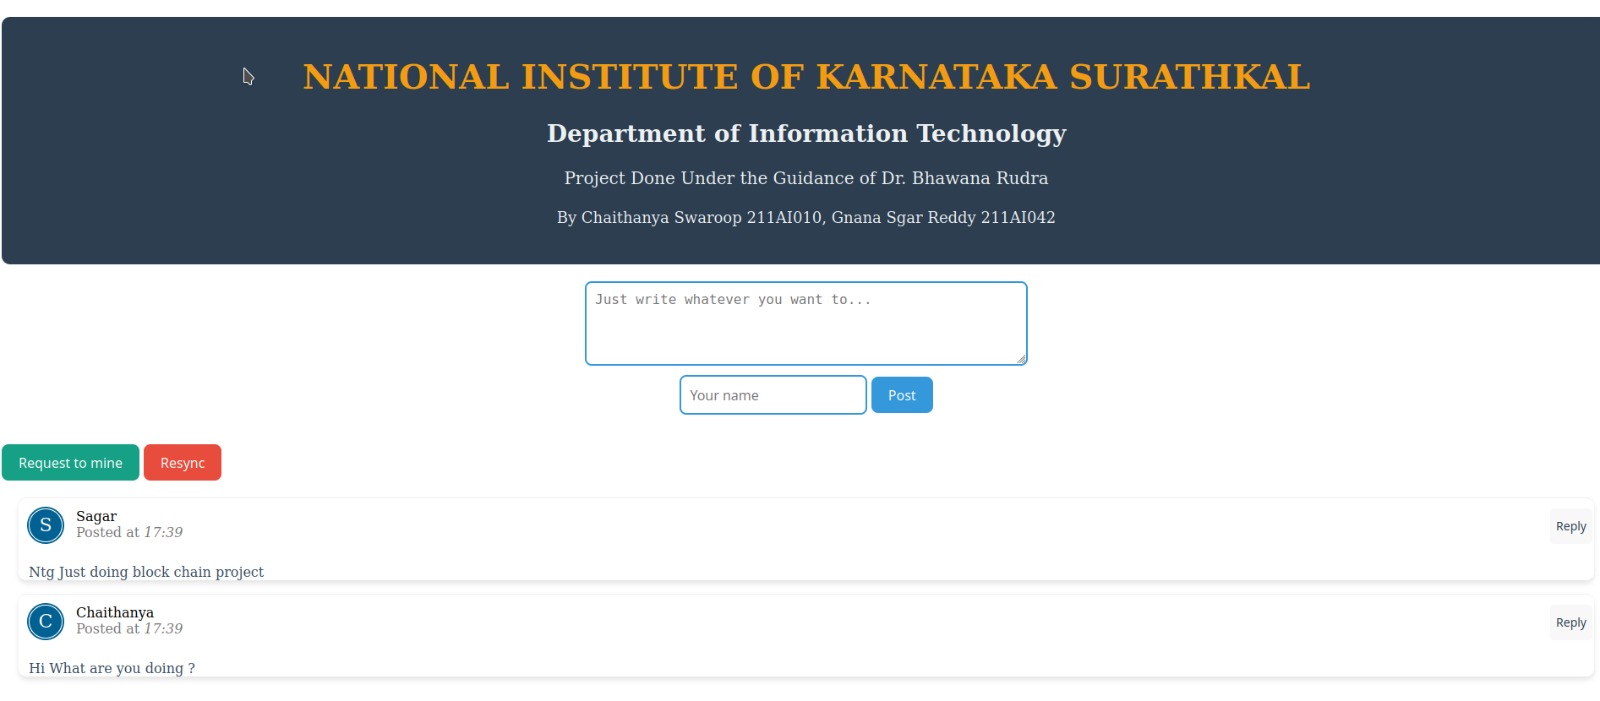 NATIONAL INSTITUTE OF KARNATAKA SURATHKAL
Department of Information Technology
Project Done Under the Guidance of Dr. Bhawana Rudra
By Chaithanya Swaroop 211AI010, Gnana Sgar Reddy 211AI042
Just write whatever you want to...
Your name Post
Request to mine Resync
S Sagar
Posted at 17:39
Reply
Ntg Just doing block chain project
C Chaithanya
Posted at 17:39
Reply
Hi What are you doing ?